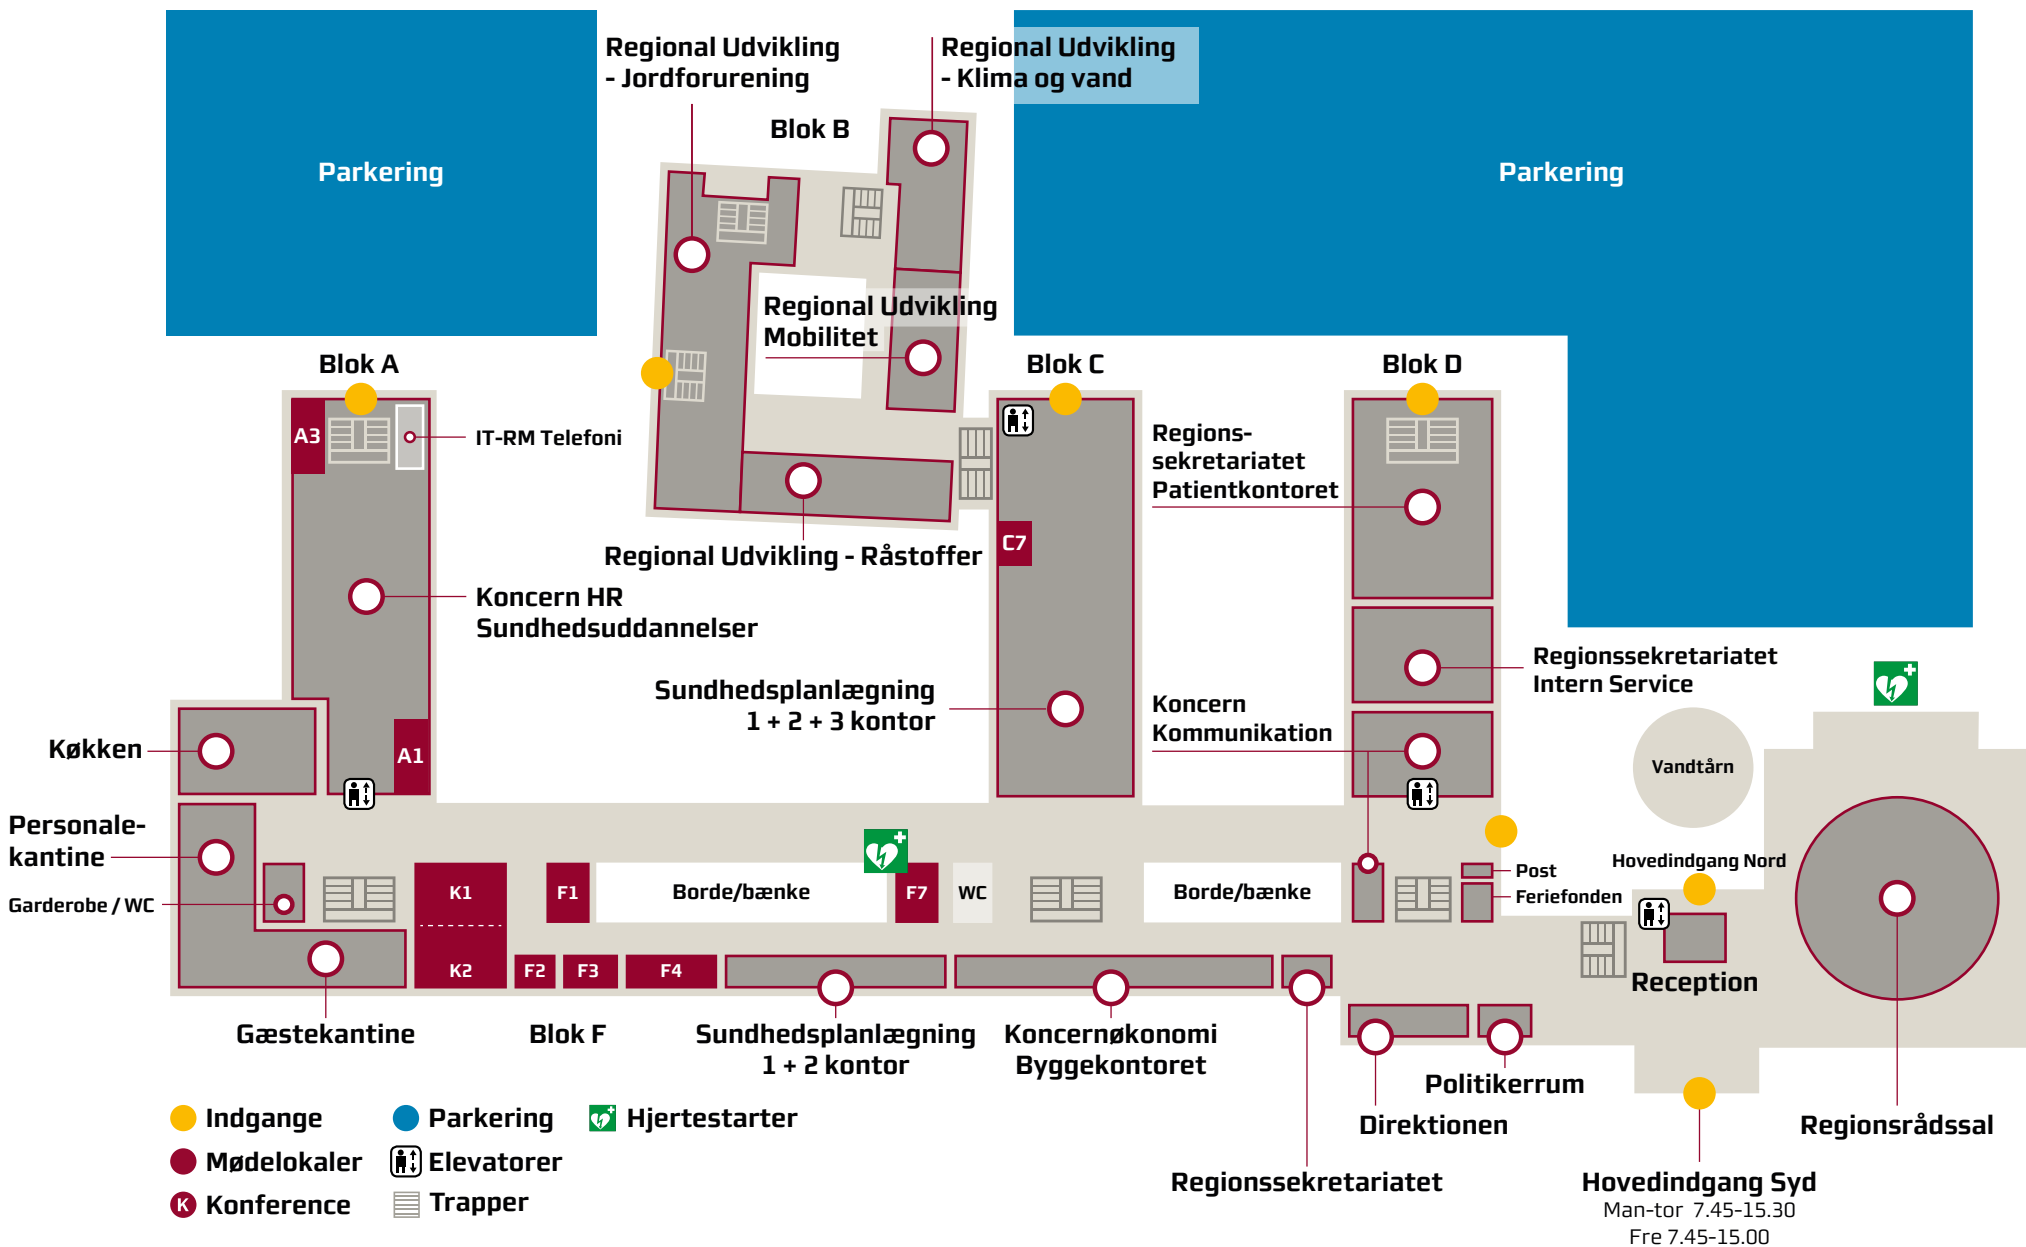 Regional Udvikling
- Jordforurening
Regional Udvikling
- Klima og vand
Blok B
Parkering
Parkering
Regional Udvikling
Mobilitet
Blok A
Blok C
Blok D
A3
IT-RM Telefoni
Regions-
sekretariatet
Patientkontoret
C7
Regional Udvikling - Råstoffer
Koncern HR
Sundhedsuddannelser
Regionssekretariatet
Intern Service
Sundhedsplanlægning
1 + 2 + 3 kontor
Koncern
Kommunikation
Køkken
A1
Vandtårn
Personale-
kantine
Hovedindgang Nord
Garderobe / WC
K1
F1
Borde/bænke
F7
WC
Borde/bænke
Post
Feriefonden
K2
F2
F3
F4
Reception
Gæstekantine
Blok F
Sundhedsplanlægning
1 + 2 kontor
Koncernøkonomi
Byggekontoret
Politikerrum
Direktionen
Regionsrådssal
Regionssekretariatet
Hovedindgang Syd
Man-tor 7.45-15.30
Fre 7.45-15.00
Indgange
Parkering
Hjertestarter
Mødelokaler
Elevatorer
K
Konference
Trapper